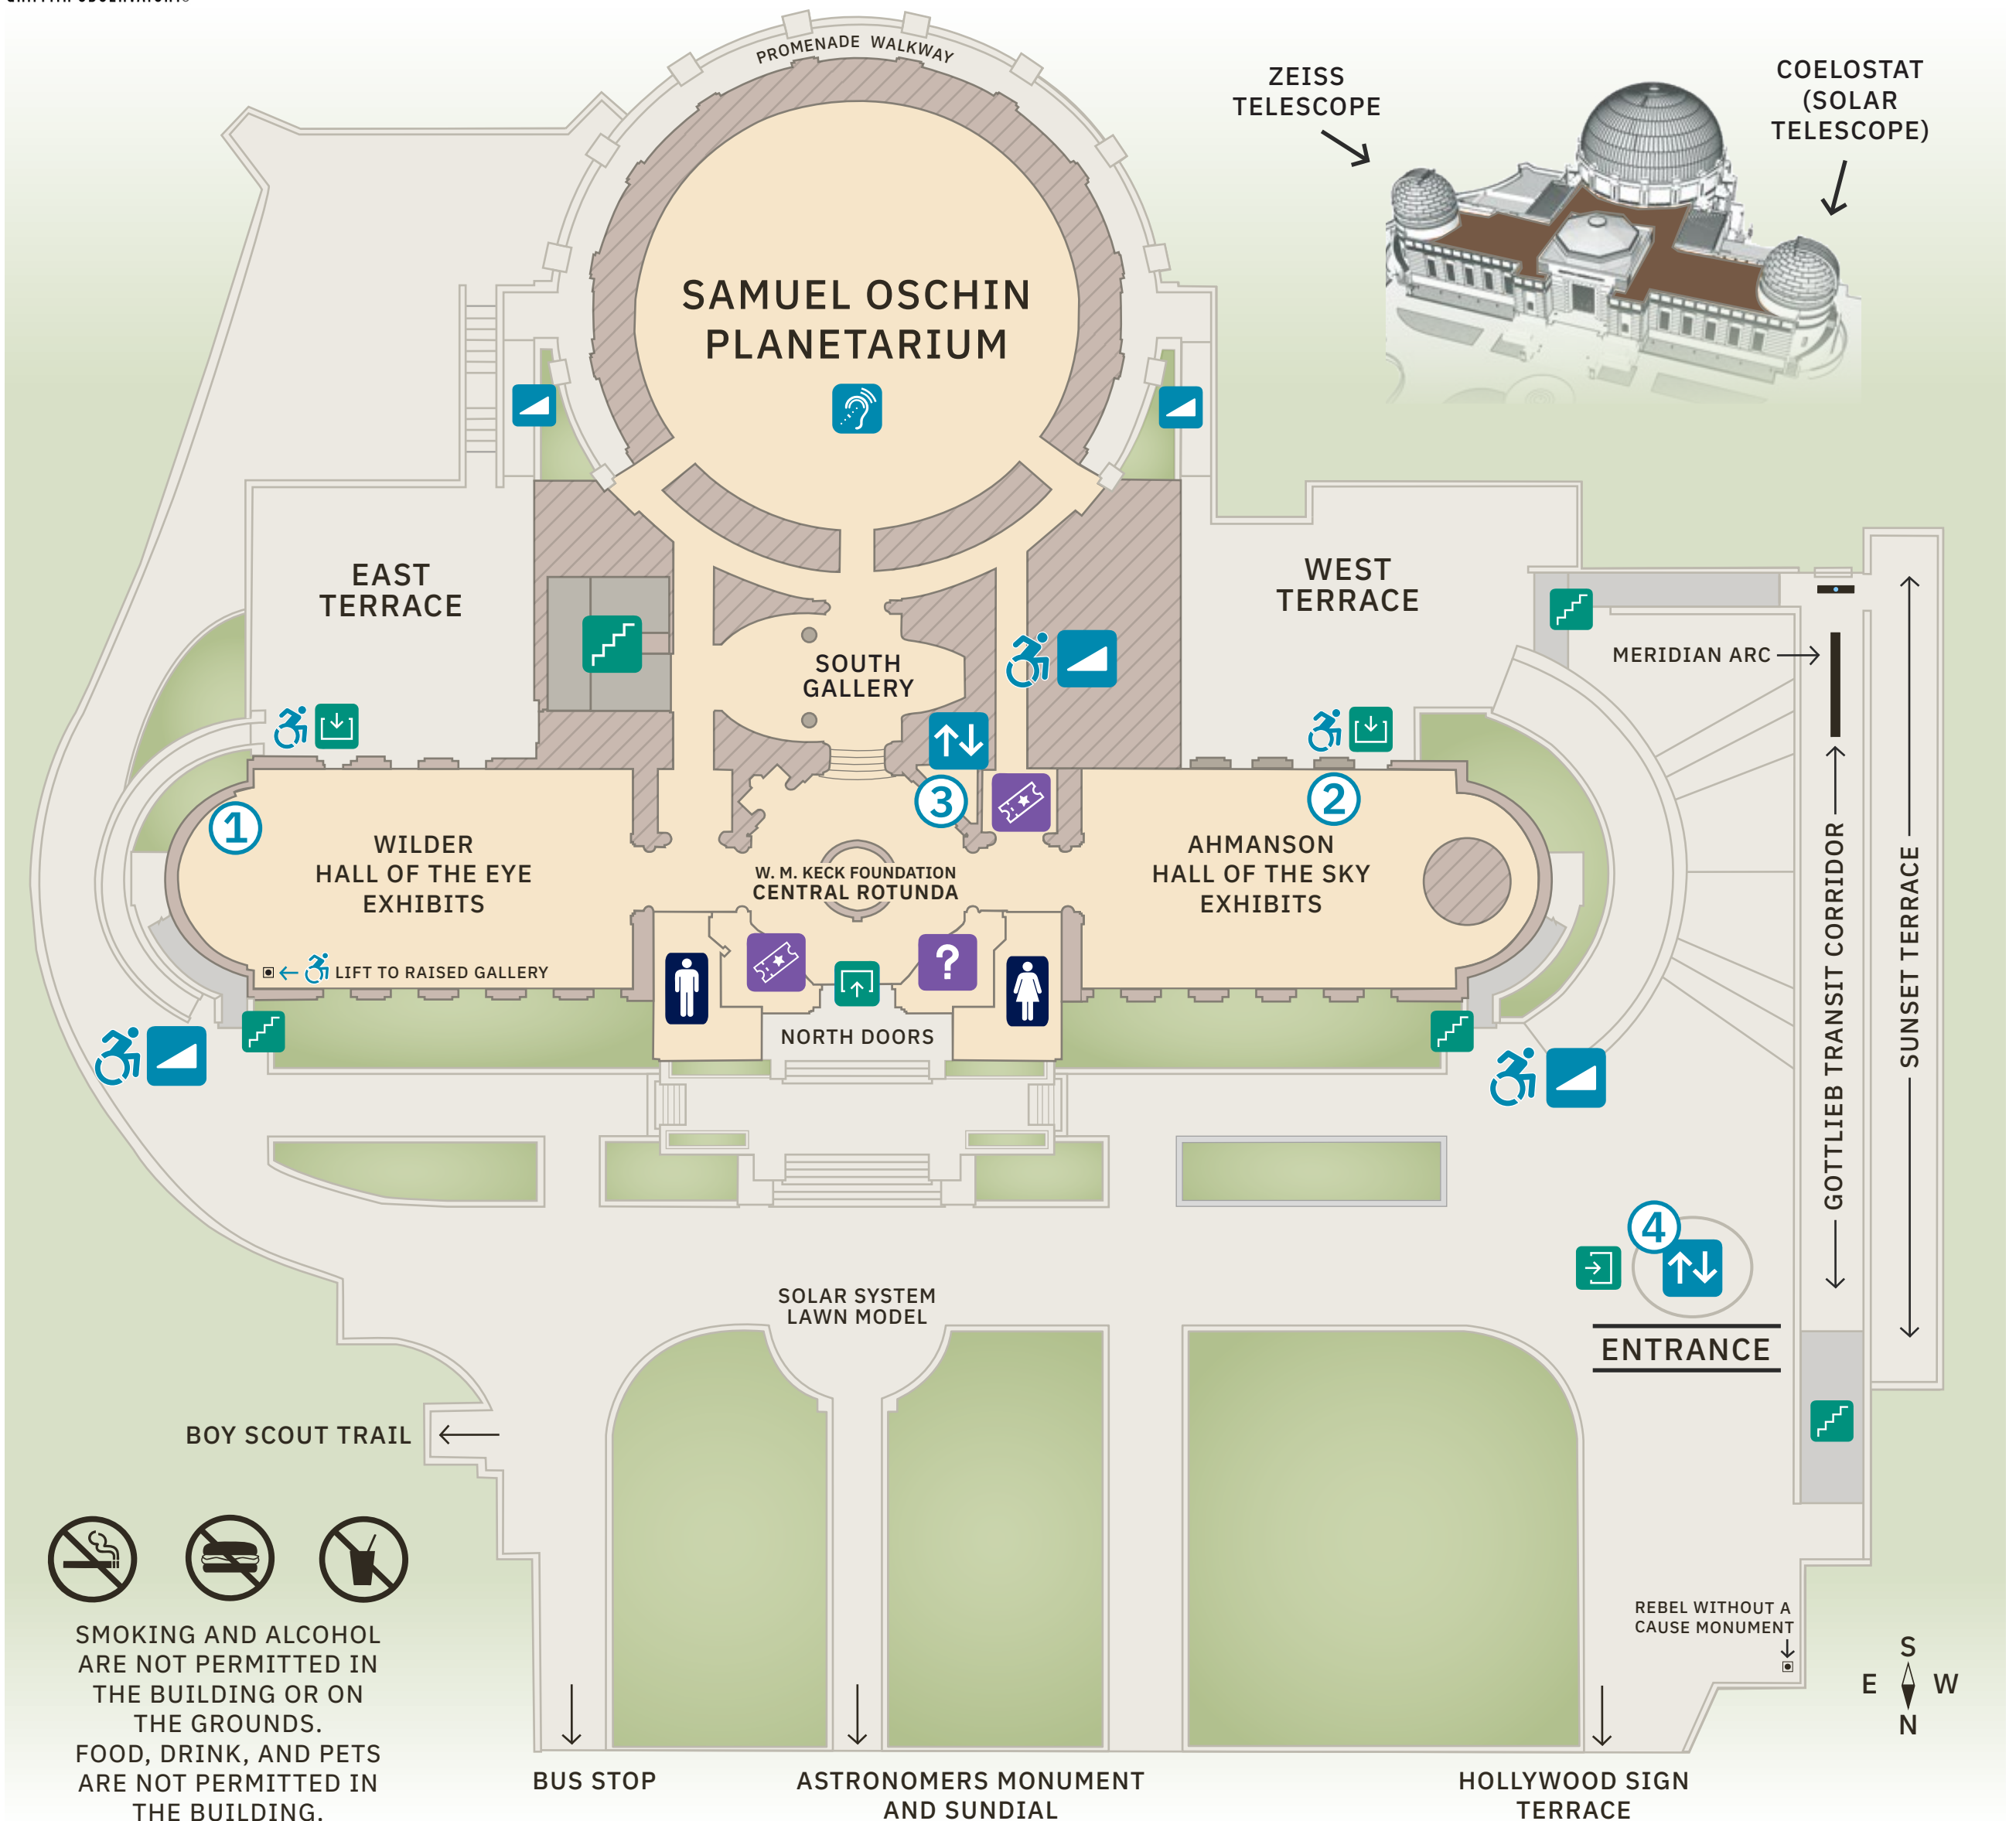 PROMENADE WALKWAY
ZEISS
TELESCOPE
COELOSTAT
(SOLAR
TELESCOPE)
SAMUEL OSCHIN
PLANETARIUM
EAST
TERRACE
WEST
TERRACE
SOUTH
GALLERY
MERIDIAN ARC
1
WILDER
HALL OF THE EYE
EXHIBITS
LIFT TO RAISED GALLERY
3
W. M. KECK FOUNDATION
CENTRAL ROTUNDA
2
AHMANSON
HALL OF THE SKY
EXHIBITS
?
NORTH DOORS
GOTTLIEB TRANSIT CORRIDOR
SUNSET TERRACE
4
ENTRANCE
SOLAR SYSTEM
LAWN MODEL
BOY SCOUT TRAIL
SMOKING AND ALCOHOL
ARE NOT PERMITTED IN
THE BUILDING OR ON
THE GROUNDS.
FOOD, DRINK, AND PETS
ARE NOT PERMITTED IN
THE BUILDING.
REBEL WITHOUT A
CAUSE MONUMENT
S
E W
N
BUS STOP
ASTRONOMERS MONUMENT
AND SUNDIAL
HOLLYWOOD SIGN
TERRACE